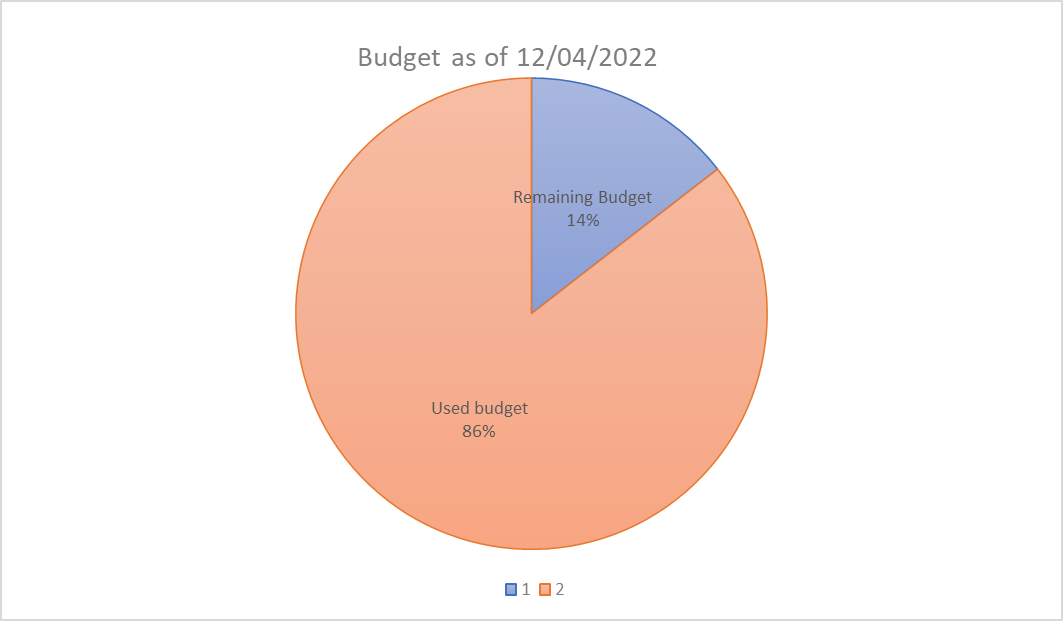 Budget as of 12/04/2022
Remaining Budget
14%
Used budget
86%
1 2